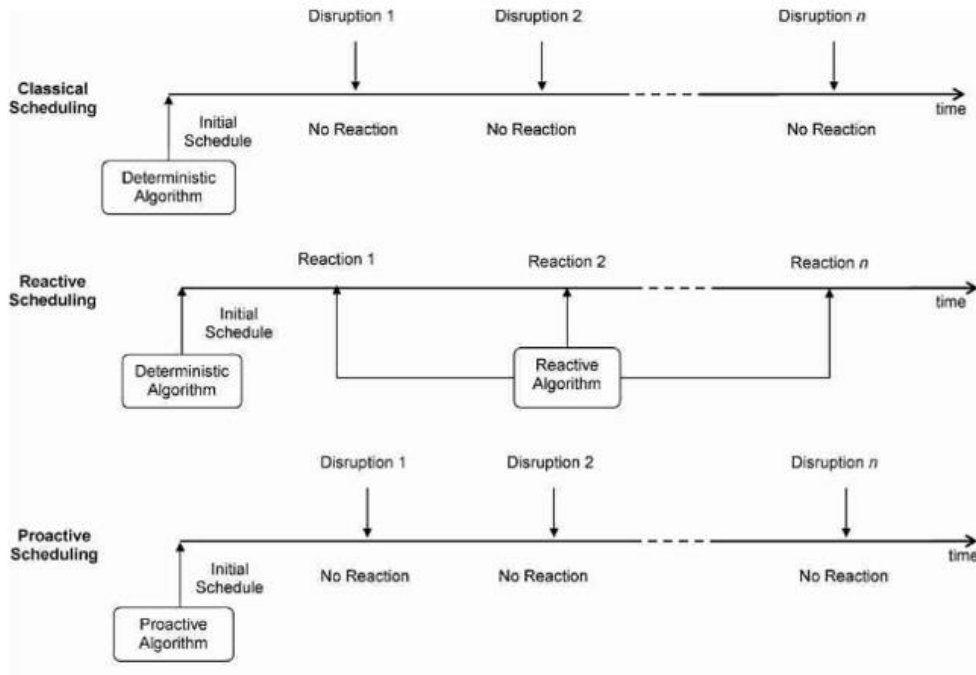 Disruption 1 Disruption 2 Disruption n
Classical
Scheduling
time
Initial
Schedule
No Reaction No Reaction No Reaction
Deterministic
Algorithm
Reaction 1 Reaction 2 Reaction n
Reactive
Scheduling
time
Initial
Schedule
Deterministic
Algorithm
Reactive
Algorithm
Disruption 1 Disruption 2 Disruption n
Proactive
Scheduling
time
Initial
Schedule
No Reaction No Reaction No Reaction
Proactive
Algorithm